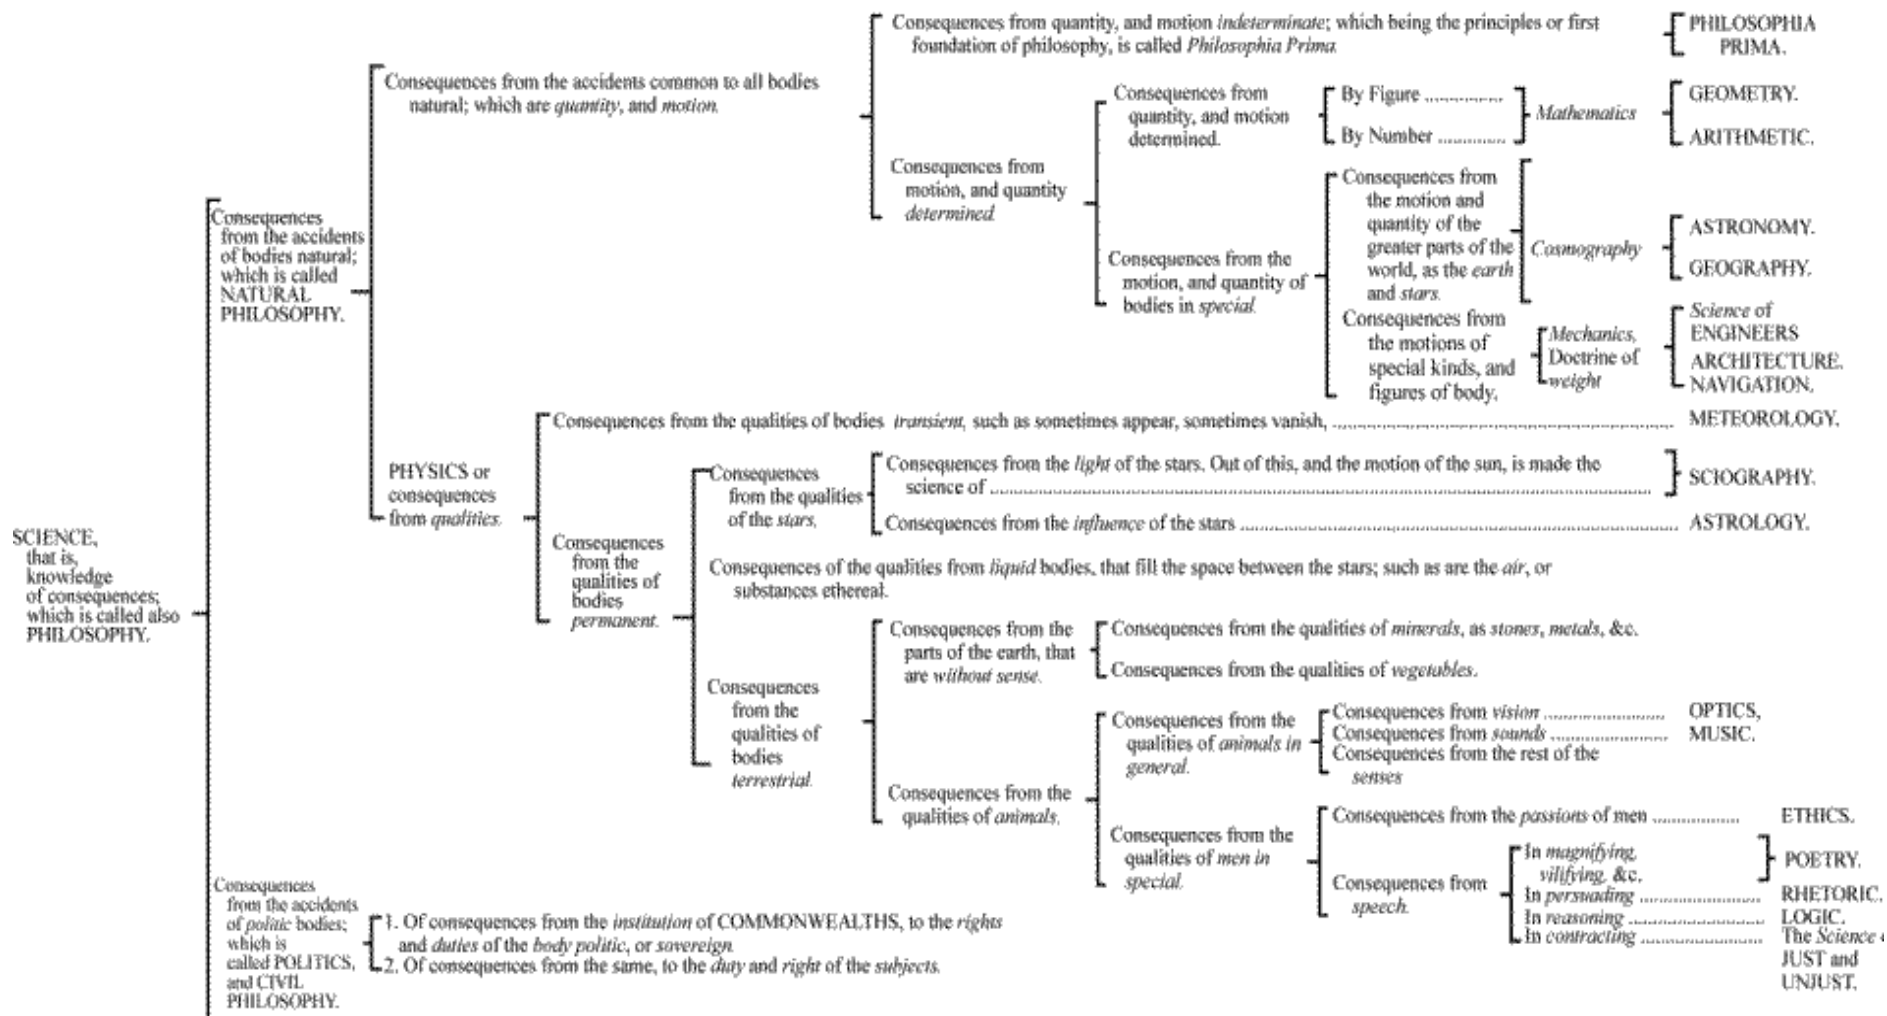 SCIENCE,
that is,
knowledge
of consequences;
which is called also
PHILOSOPHY.
Consequences
from the accidents
of bodies natural;
which is called
NATURAL
PHILOSOPHY.
Consequences from the accidents common to all bodies
natural; which are quantity, and motion.
Consequences from quantity, and motion indeterminate; which being the principles or first
foundation of philosophy, is called Philosophia Prima.
PHILOSOPHIA
PRIMA.
Consequences from
motion, and quantity
determined.
Consequences from
quantity, and motion
determined.
By Figure ..............
By Number ..............
Mathematics
GEOMETRY.
ARITHMETIC.
Consequences from the
motion, and quantity of
bodies in special.
Consequences from
the motion and
quantity of the
greater parts of the
world, as the earth
and stars.
Cosmography
ASTRONOMY.
GEOGRAPHY.
Consequences from
the motions of
special kinds, and
figures of body,
Mechanics,
Doctrine of
weight
Science of
ENGINEERS
ARCHITECTURE.
NAVIGATION.
PHYSICS or
consequences
from qualities.
Consequences from the qualities of bodies transient, such as sometimes appear, sometimes vanish, ..............
METEOROLOGY.
Consequences
from the
qualities of
bodies
permanent.
Consequences
from the qualities
of the stars.
Consequences from the light of the stars. Out of this, and the motion of the sun, is made the
science of ..............
SCIOGRAPHY.
Consequences from the influence of the stars ..............
ASTROLOGY.
Consequences of the qualities from liquid bodies, that fill the space between the stars; such as are the air, or
substances ethereal.
Consequences
from the
qualities of
bodies
terrestrial.
Consequences from the
parts of the earth, that
are without sense.
Consequences from the qualities of minerals, as stones, metals, &c.
Consequences from the qualities of vegetables.
Consequences from the
qualities of animals.
Consequences from the
qualities of animals in
general.
Consequences from vision ..............
OPTICS,
Consequences from sounds ..............
MUSIC.
Consequences from the rest of the
senses
Consequences from the
qualities of men in
special.
Consequences from the passions of men ..............
ETHICS.
Consequences from
speech.
In magnifying,
vilifying, &c.
POETRY.
In persuading ..............
RHETORIC.
In reasoning ..............
LOGIC.
In contracting ..............
The Science
JUST and
UNJUST.
Consequences
from the accidents
of politic bodies;
which is
called POLITICS,
and CIVIL
PHILOSOPHY.
1. Of consequences from the institution of COMMONWEALTHS, to the rights
and duties of the body politic, or sovereign.
2. Of consequences from the same, to the duty and right of the subjects.